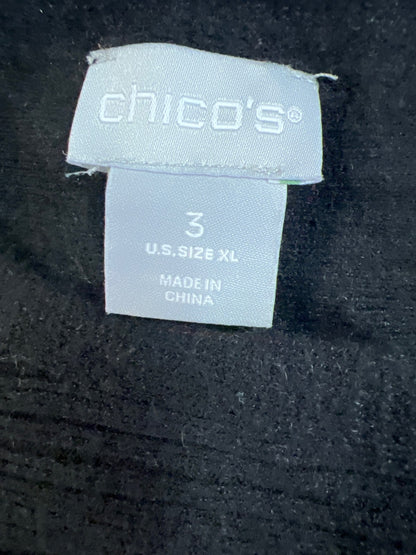 chico's®
3
U.S. SIZE XL
MADE IN
CHINA